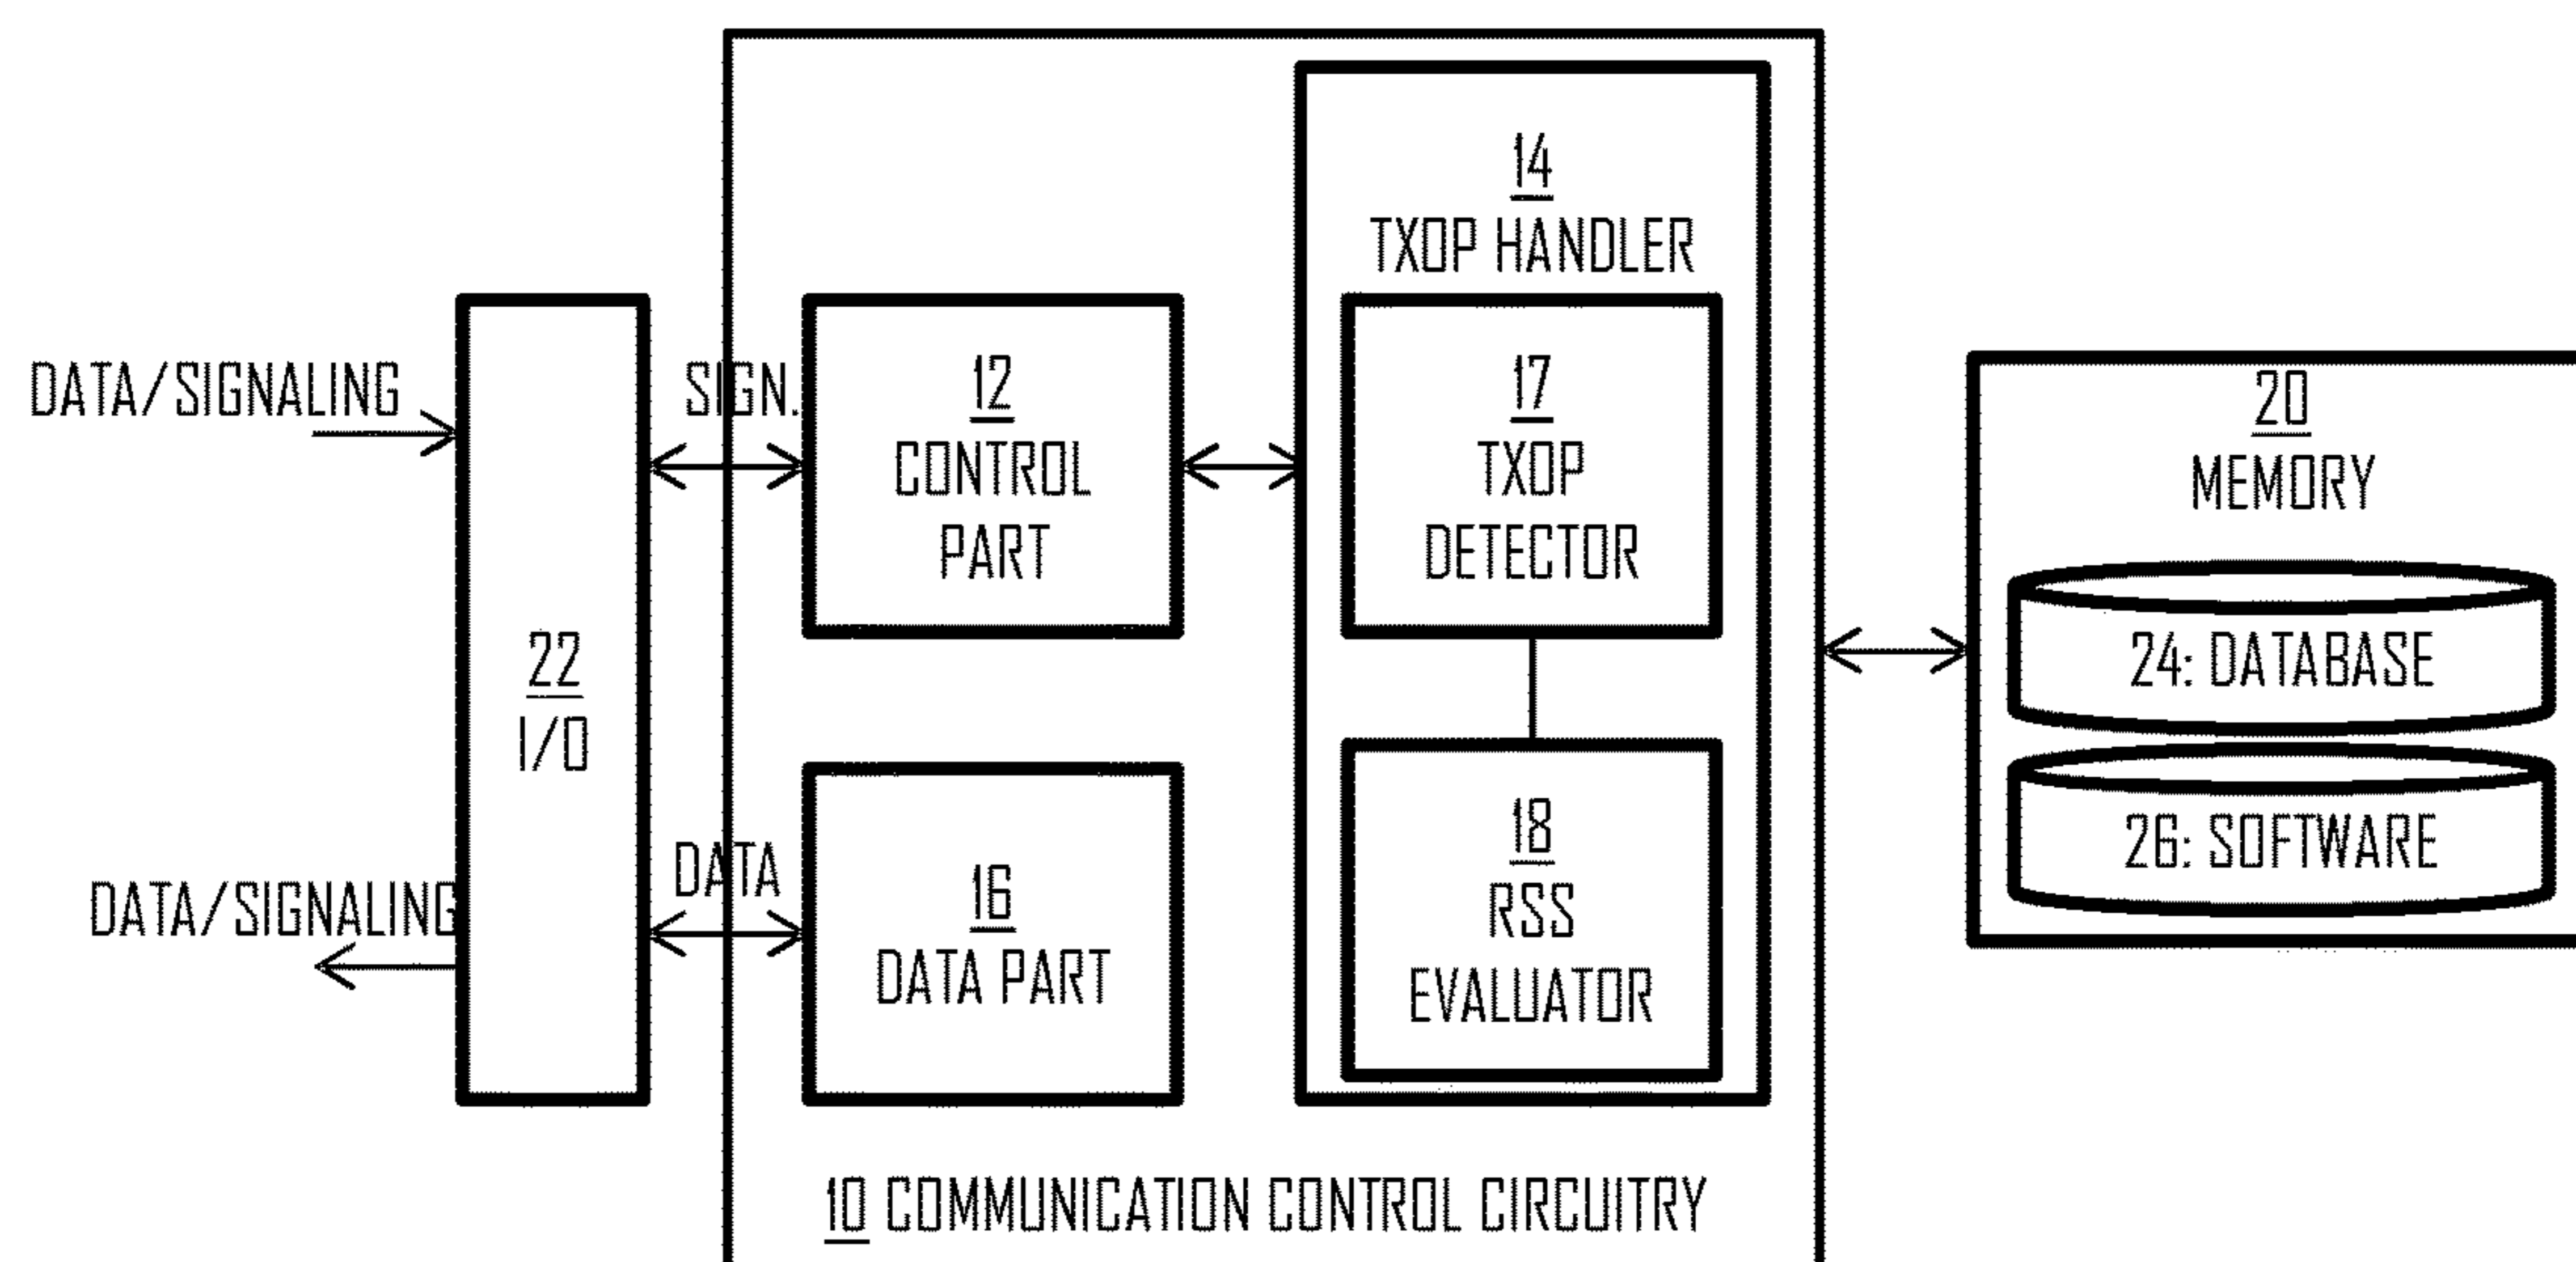 DATA/SIGNALING
DATA/SIGNALING
22
I/O
SIGN.
DATA
12
CONTROL
PART
16
DATA PART
14
TXOP HANDLER
17
TXOP
DETECTOR
18
RSS
EVALUATOR
10 COMMUNICATION CONTROL CIRCUITRY
20
MEMORY
24: DATABASE
26: SOFTWARE